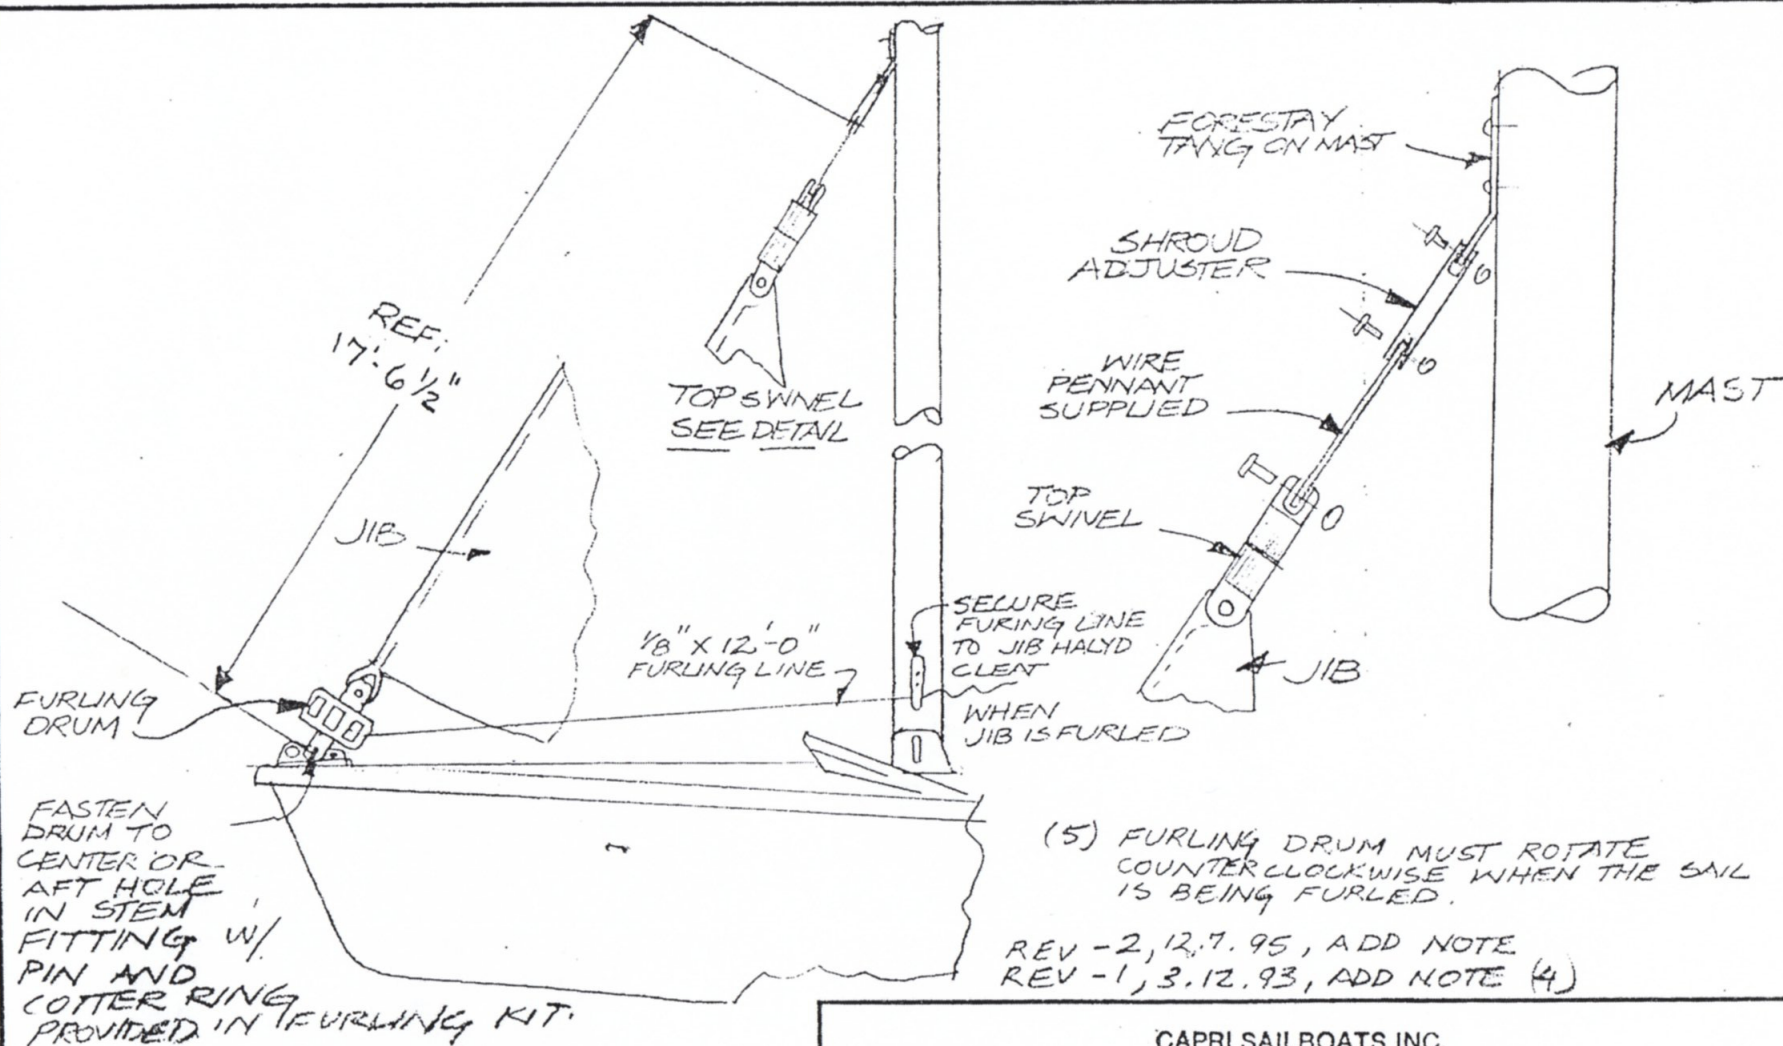 REF.
17'-6 1/2"
JIB
TOP SWIVEL
SEE DETAIL
1/8" X 12'-0"
FURLING LINE
SECURE
FURING LINE
TO JIB HALYD
CLEAT
WHEN
JIB IS FURLED
FURLING
DRUM
FASTEN
DRUM TO
CENTER OR
AFT HOLE
IN STEM
FITTING W/
PIN AND
COTTER RING
PROVIDED IN FURLING KIT.
FORESTAY
TANG ON MAST
SHROUD
ADJUSTER
WIRE
PENNANT
SUPPLIED
MAST
TOP
SWIVEL
JIB
(5) FURLING DRUM MUST ROTATE
COUNTERCLOCKWISE WHEN THE SAIL
IS BEING FURLED.
REV -2, 12.7.95, ADD NOTE
REV -1, 3.12.93, ADD NOTE (4)
CAPRI SAILBOATS INC